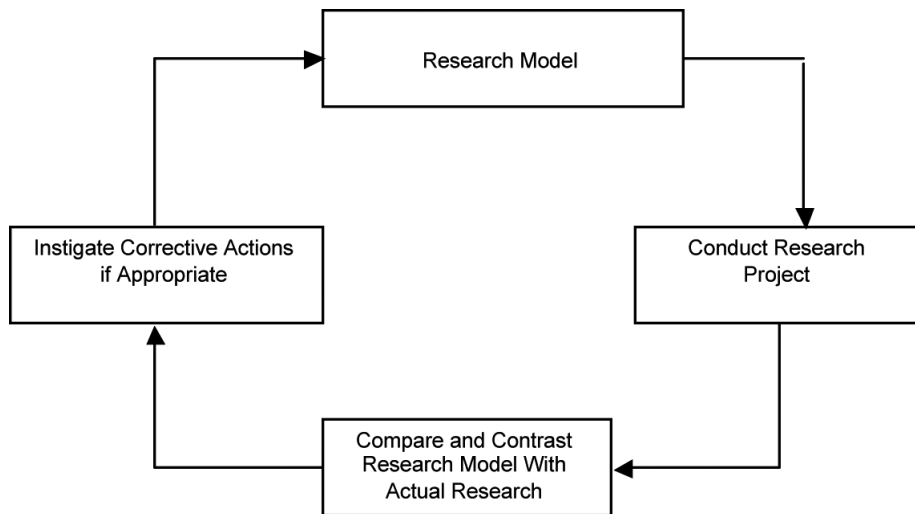 Research Model
Conduct Research
Project
Compare and Contrast
Research Model With
Actual Research
Instigate Corrective Actions
if Appropriate